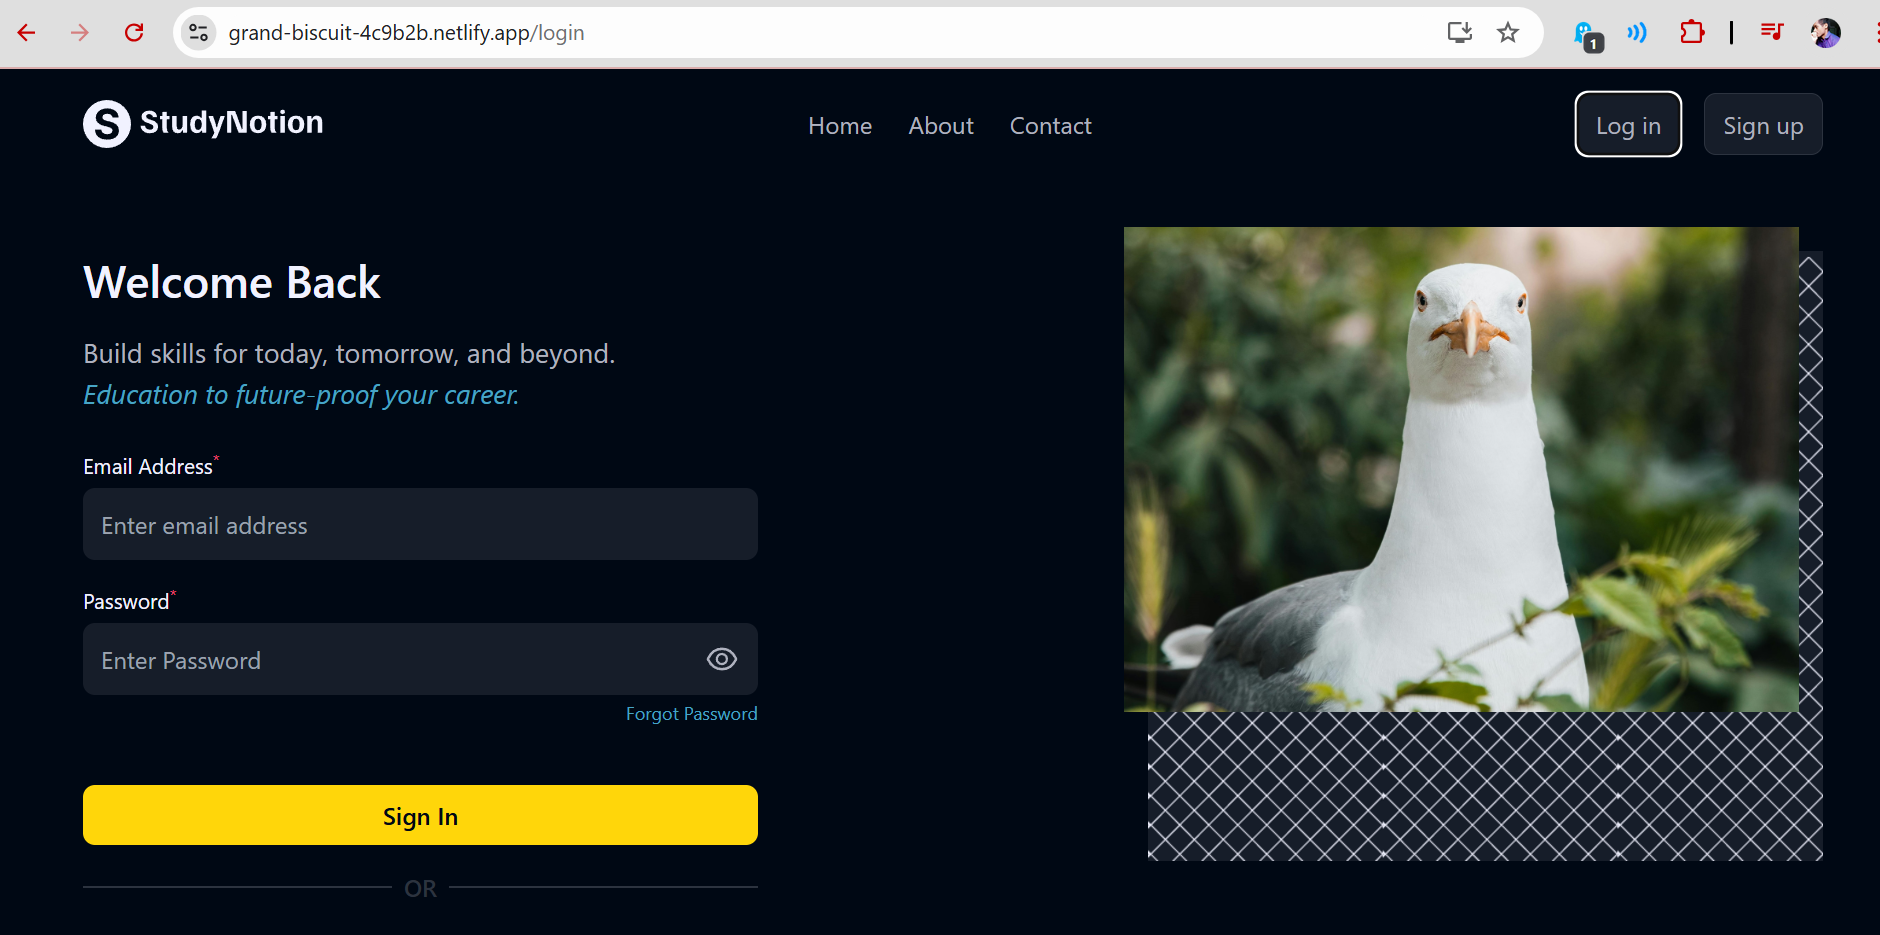 grand-biscuit-4c9b2b.netlify.app/login
1
S StudyNotion
Home About Contact
Log in Sign up
Welcome Back
Build skills for today, tomorrow, and beyond.
Education to future-proof your career.
Email Address*
Enter email address
Password*
Enter Password
Forgot Password
Sign In
OR